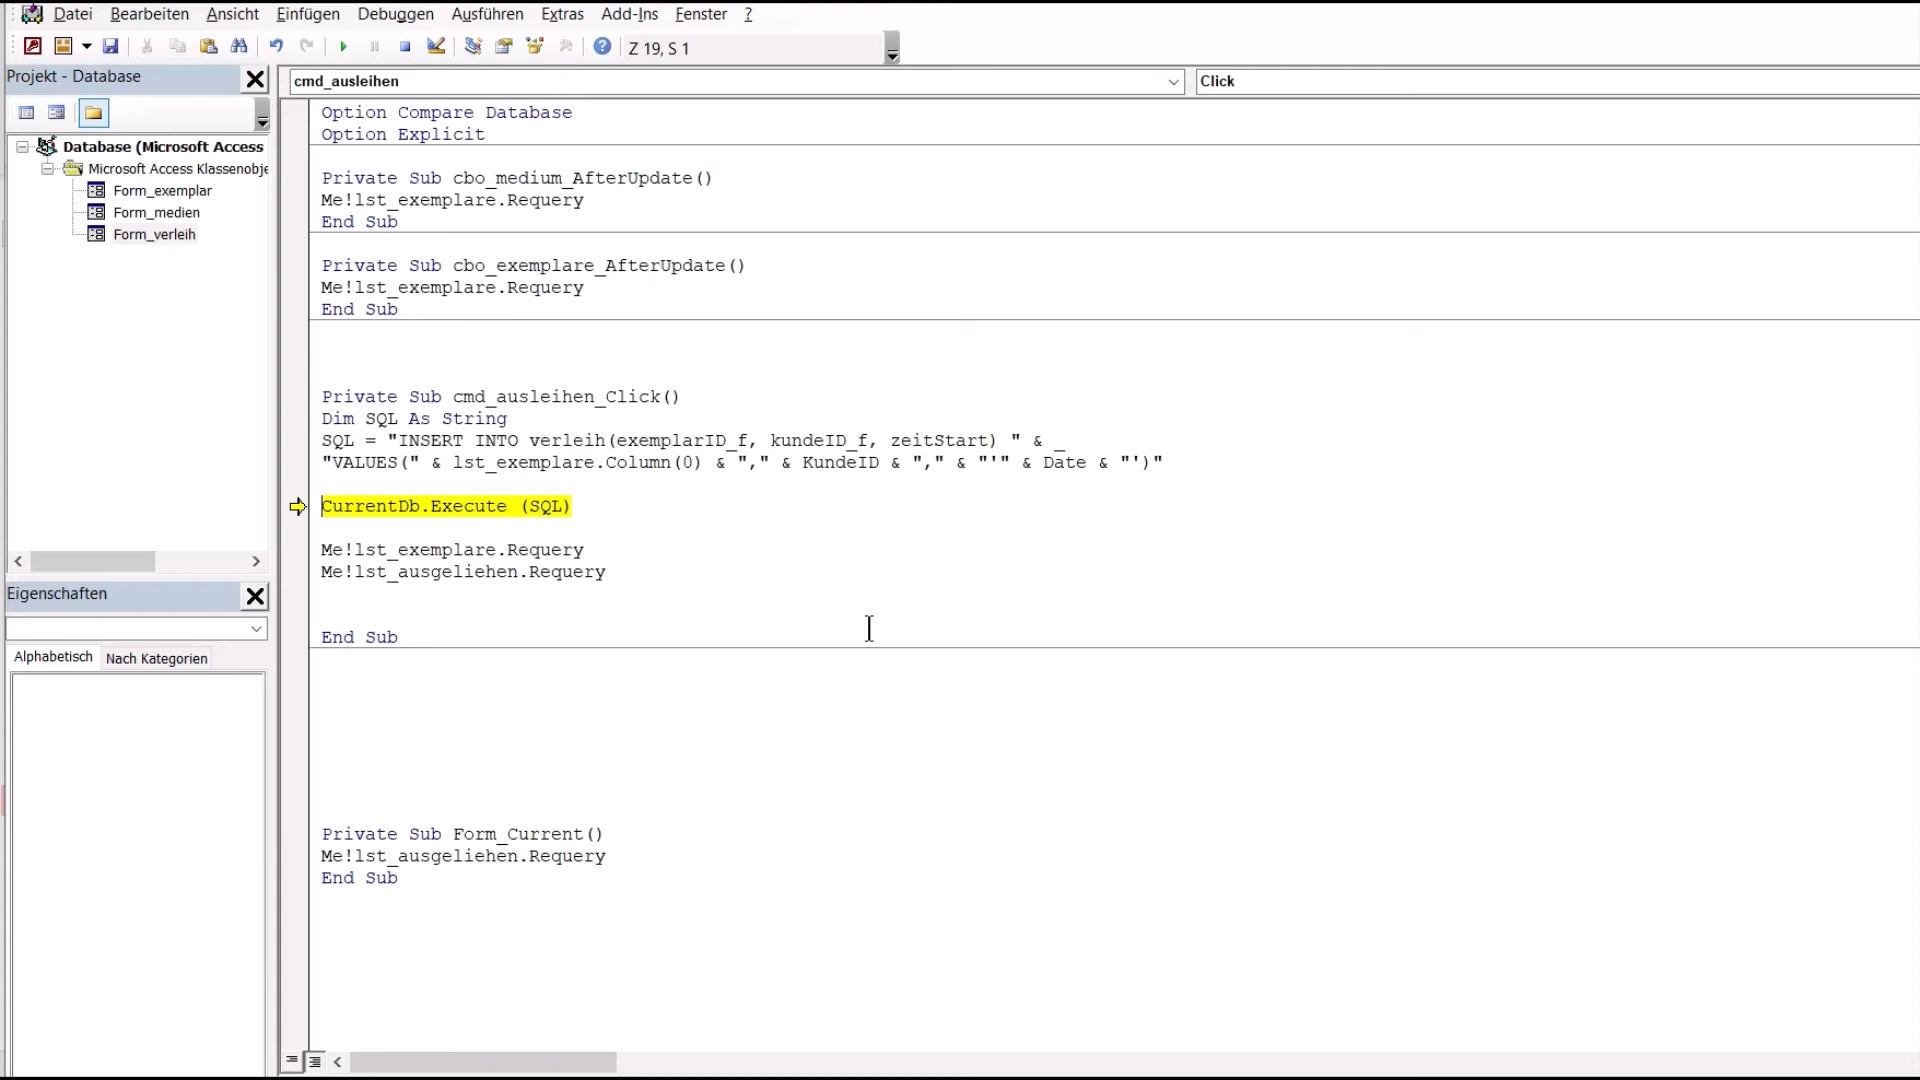 Datei Bearbeiten Ansicht Einfügen Debuggen Ausführen Extras Add-Ins Fenster ?
Z 19, S 1
Projekt - Database
Database (Microsoft Access
Microsoft Access Klassenobje
Form_exemplar
Form_medien
Form_verleih
Eigenschaften
Alphabetisch Nach Kategorien
cmd_ausleihen Click
Option Compare Database
Option Explicit
Private Sub cbo_medium_AfterUpdate()
Me!lst_exemplare.Requery
End Sub
Private Sub cbo_exemplare_AfterUpdate()
Me!lst_exemplare.Requery
End Sub
Private Sub cmd_ausleihen_Click()
Dim SQL As String
SQL = "INSERT INTO verleih(exemplarID_f, kundeID_f, zeitStart) " & _
"VALUES(" & lst_exemplare.Column(0) & "," & KundeID & "," & "'" & Date & "')"
CurrentDb.Execute (SQL)
Me!lst_exemplare.Requery
Me!lst_ausgeliehen.Requery
End Sub
Private Sub Form_Current()
Me!lst_ausgeliehen.Requery
End Sub